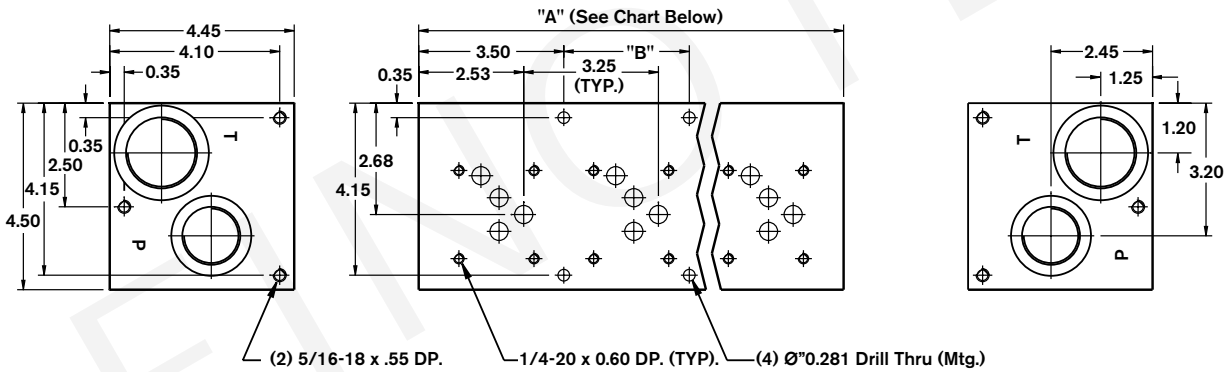 "A" (See Chart Below)
4.45
4.10
0.35
3.50
"B"
2.53
3.25
(TYP.)
0.35
2.45
1.25
0.35
2.50
4.15
4.50
T
P
2.68
4.15
T
P
1.20
3.20
(2) 5/16-18 x .55 DP.
1/4-20 x 0.60 DP. (TYP).
(4) Ø"0.281 Drill Thru (Mtg.)